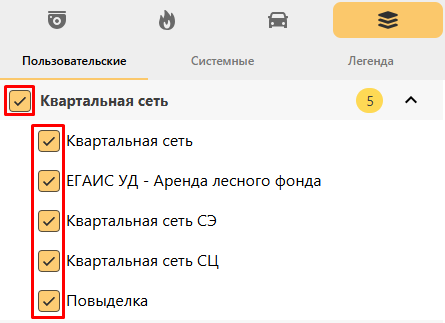 Пользовательские Системные Легенда
Квартальная сеть 5
Квартальная сеть
ЕГАИС УД - Аренда лесного фонда
Квартальная сеть СЭ
Квартальная сеть СЦ
Повыделка